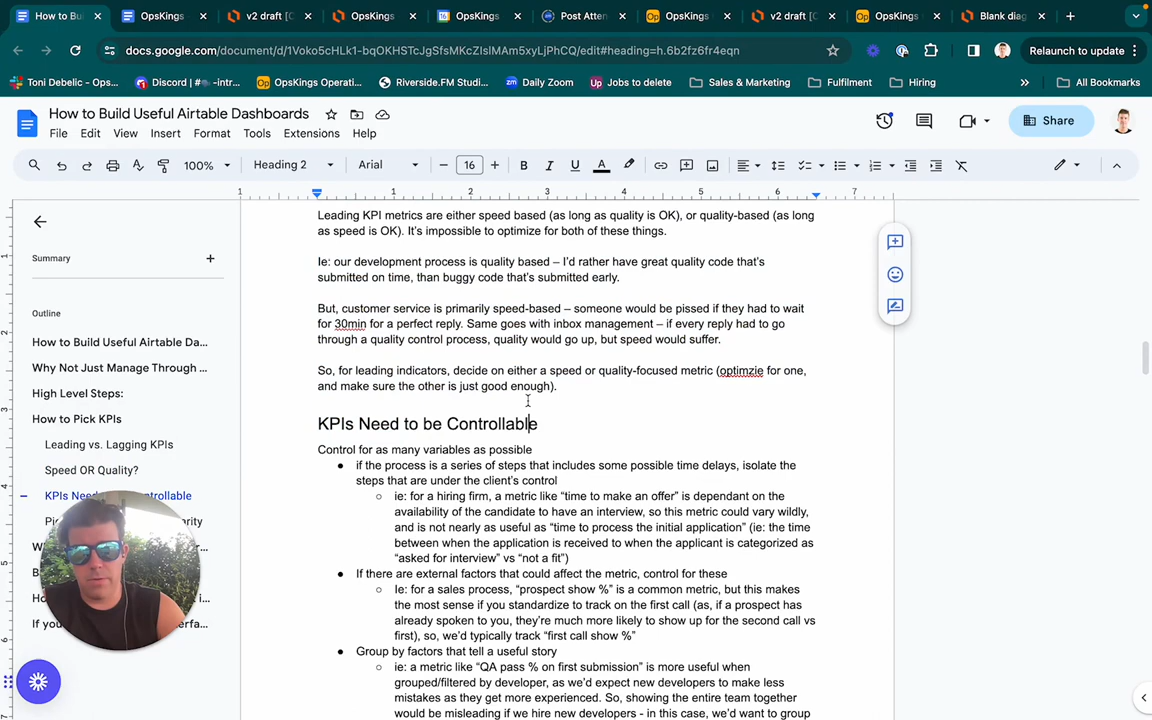 How to Build
OpsKings
v2 draft [C
OpsKings
OpsKings
Post Atten
OpsKings
v2 draft [C
OpsKings
Blank diag
docs.google.com/document/d/1Voko5cHLk1-bqOKHSTcJgSfsMKcZIslMAm5xyLjPhCQ/edit#heading=h.6b2fz6fr4eqn
Relaunch to update
Toni Debelic - Ops...
Discord | #
-intr...
OpsKings Operati...
Riverside.FM Studi...
Daily Zoom
Jobs to delete
Sales & Marketing
Fulfilment
Hiring
All Bookmarks
How to Build Useful Airtable Dashboards
File Edit View Insert Format Tools Extensions Help
Share
100%
Heading 2
Arial
16
1 1 2 3 4 5 6 7
Leading KPI metrics are either speed based (as long as quality is OK), or quality-based (as long
as speed is OK). It's impossible to optimize for both of these things.
Ie: our development process is quality based – I'd rather have great quality code that's
submitted on time, than buggy code that's submitted early.
But, customer service is primarily speed-based – someone would be pissed if they had to wait
for 30min for a perfect reply. Same goes with inbox management – if every reply had to go
through a quality control process, quality would go up, but speed would suffer.
So, for leading indicators, decide on either a speed or quality-focused metric (optimzie for one,
and make sure the other is just good enough).
KPIs Need to be Controllable
Control for as many variables as possible
if the process is a series of steps that includes some possible time delays, isolate the
steps that are under the client's control
ie: for a hiring firm, a metric like "time to make an offer" is dependant on the
availability of the candidate to have an interview, so this metric could vary wildly,
and is not nearly as useful as "time to process the initial application" (ie: the time
between when the application is received to when the applicant is categorized as
"asked for interview" vs "not a fit")
If there are external factors that could affect the metric, control for these
Ie: for a sales process, "prospect show %" is a common metric, but this makes
the most sense if you standardize to track on the first call (as, if a prospect has
already spoken to you, they're much more likely to show up for the second call vs
first), so, we'd typically track "first call show %"
Group by factors that tell a useful story
ie: a metric like "QA pass % on first submission" is more useful when
grouped/filtered by developer, as we'd expect new developers to make less
mistakes as they get more experienced. So, showing the entire team together
would be misleading if we hire new developers - in this case, we'd want to group
Summary
Outline
How to Build Useful Airtable Da...
Why Not Just Manage Through ...
High Level Steps:
How to Pick KPIs
Leading vs. Lagging KPIs
Speed OR Quality?
KPIs Nee
ntrollable
Pi
arity
W
B
Ho
i...
If you
rfa...